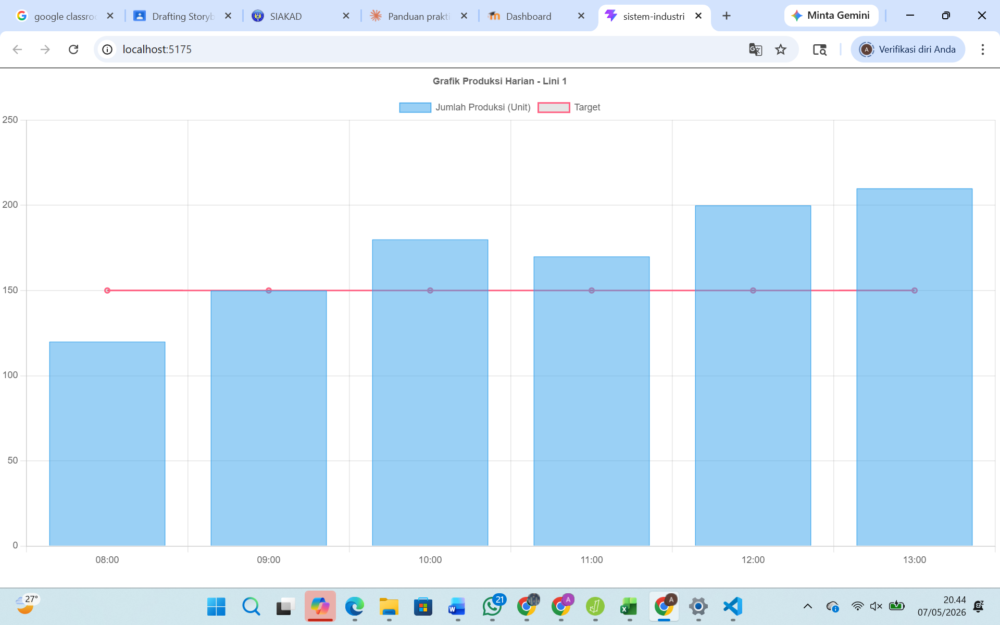 google classro
Drafting Storyb
SIAKAD
Panduan prakti
Dashboard
sistem-industri
Minta Gemini
localhost:5175
A
Verifikasi diri Anda
Grafik Produksi Harian - Lini 1
Jumlah Produksi (Unit)
Target
250
200
150
100
50
0
08:00
09:00
10:00
11:00
12:00
13:00
27°
21
A
A
20.44
07/05/2026